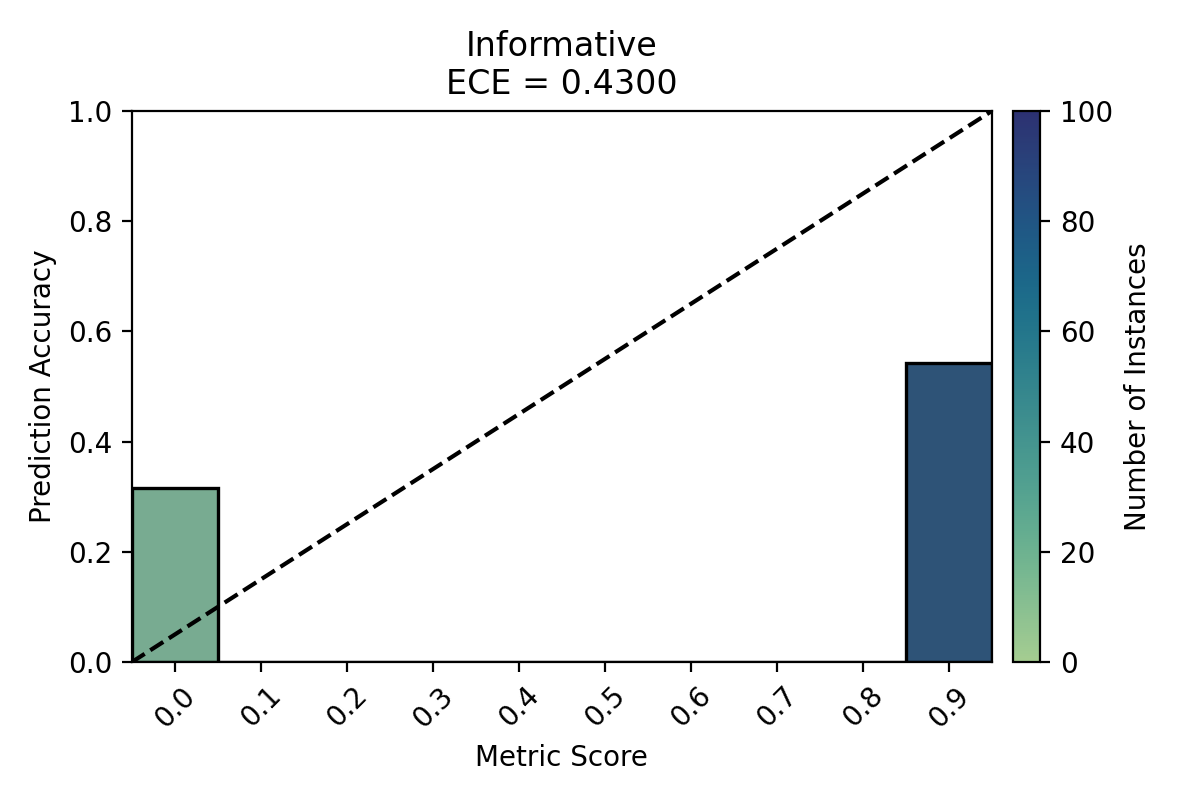 Informative
ECE = 0.4300
Prediction Accuracy
1.0
0.8
0.6
0.4
0.2
0.0
0.0 0.1 0.2 0.3 0.4 0.5 0.6 0.7 0.8 0.9
Metric Score
100
80
60
40
20
0
Number of Instances